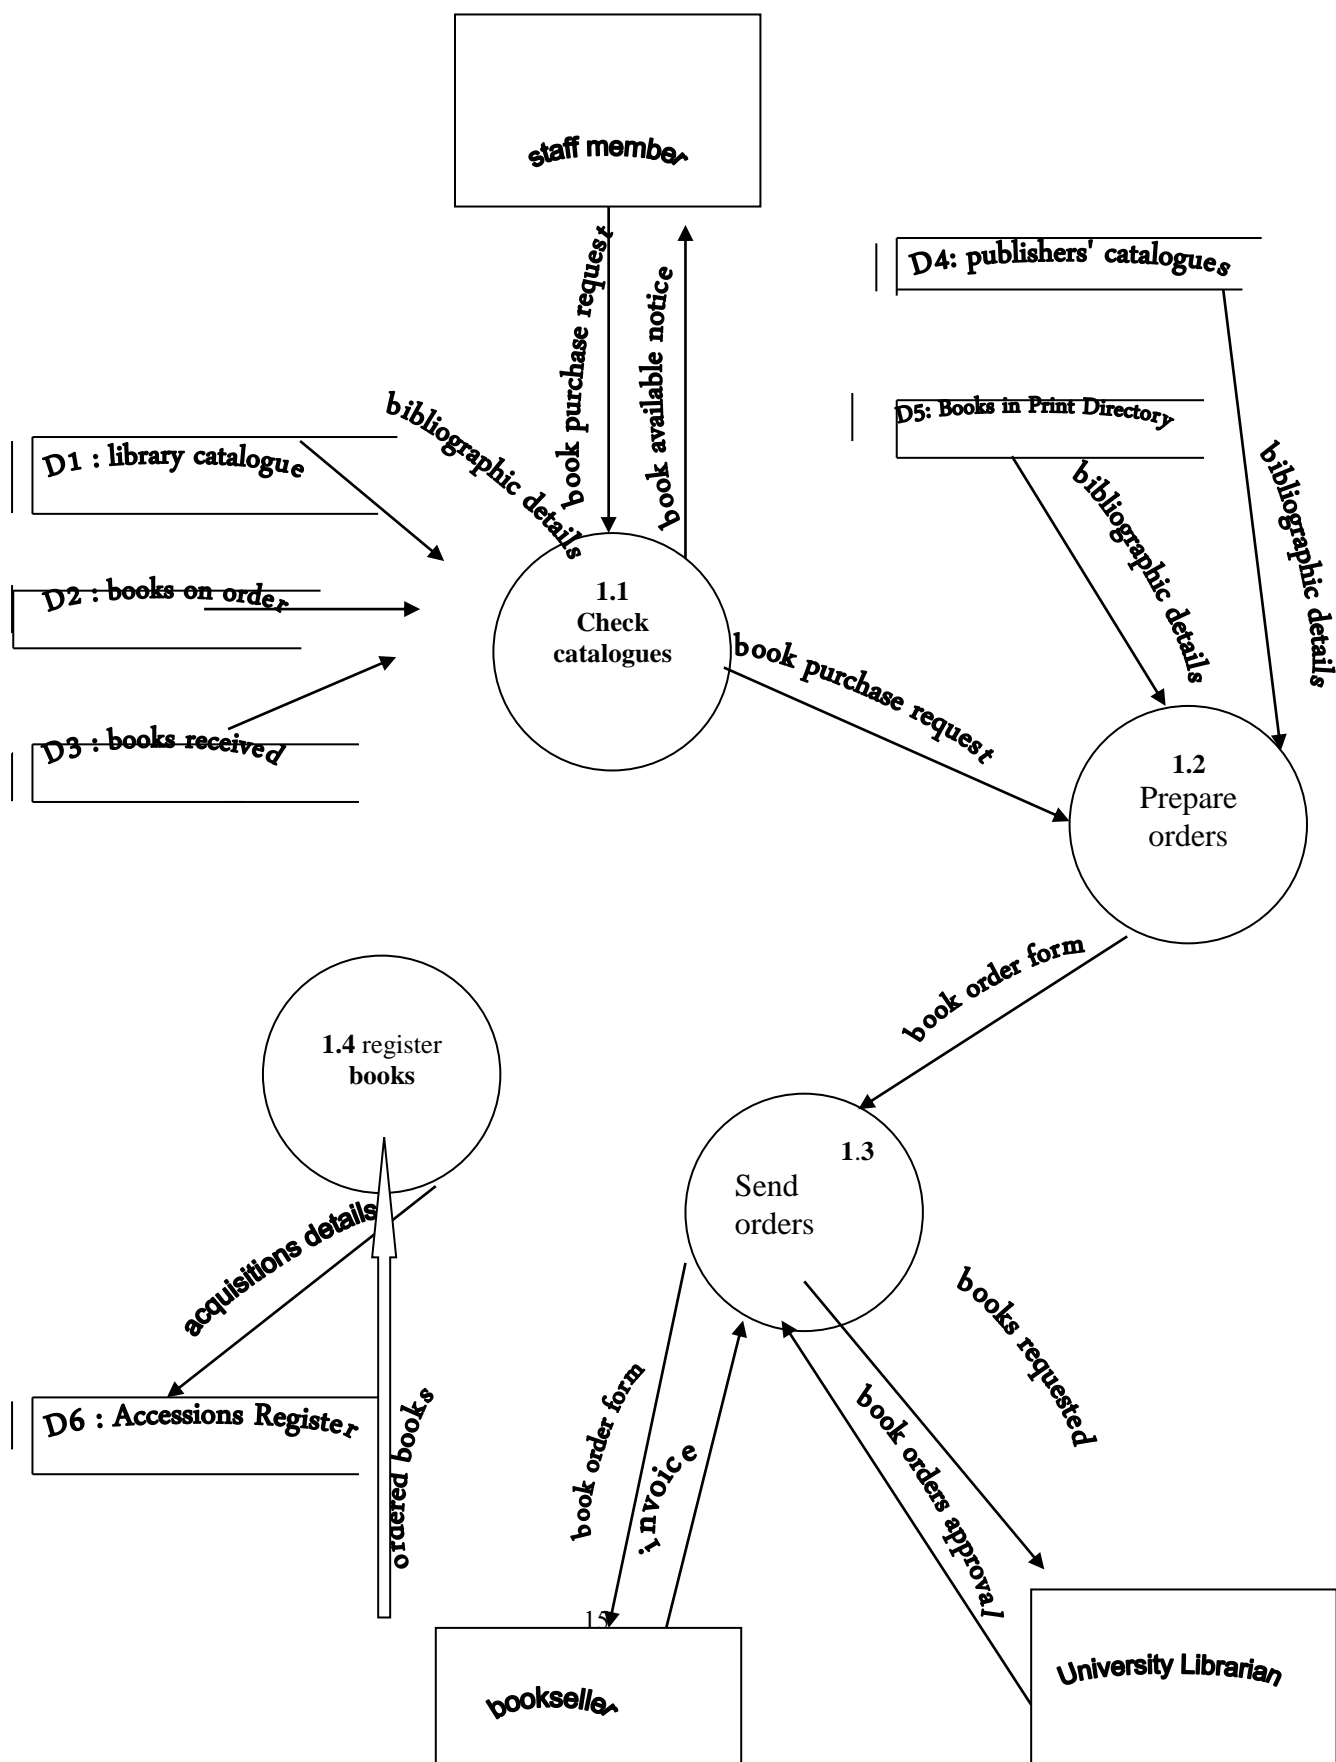 staff member
book purchase request
book available notice
D4: publishers' catalogues
D5: Books in Print Directory
bibliographic details
D1 : library catalogue
bibliographic details
bibliographic details
D2 : books on order
1.1
Check
catalogues
book purchase request
D3 : books received
1.2
Prepare
orders
book order form
1.4 register
books
1.3
Send
orders
acquisitions details
books requested
D6 : Accessions Register
ordered books
book order form
invoice
book orders approval
15
bookseller
University Librarian